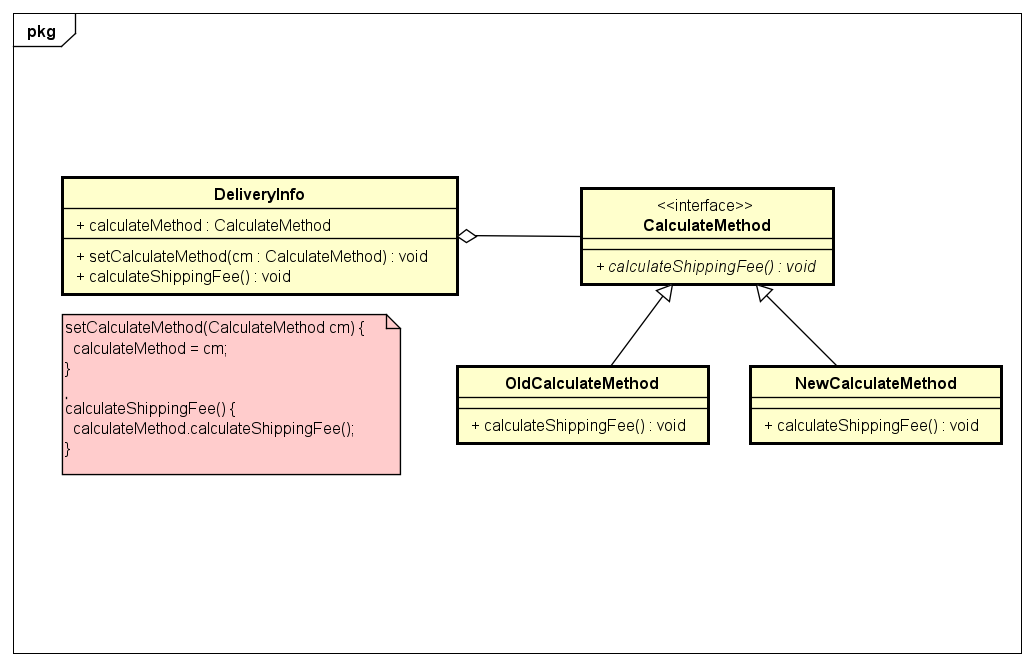 pkg
DeliveryInfo
+ calculateMethod : CalculateMethod
+ setCalculateMethod(cm : CalculateMethod) : void
+ calculateShippingFee() : void
<<interface>>
CalculateMethod
+ calculateShippingFee() : void
setCalculateMethod(CalculateMethod cm) {
calculateMethod = cm;
}
.
calculateShippingFee() {
calculateMethod.calculateShippingFee();
}
OldCalculateMethod
+ calculateShippingFee() : void
NewCalculateMethod
+ calculateShippingFee() : void